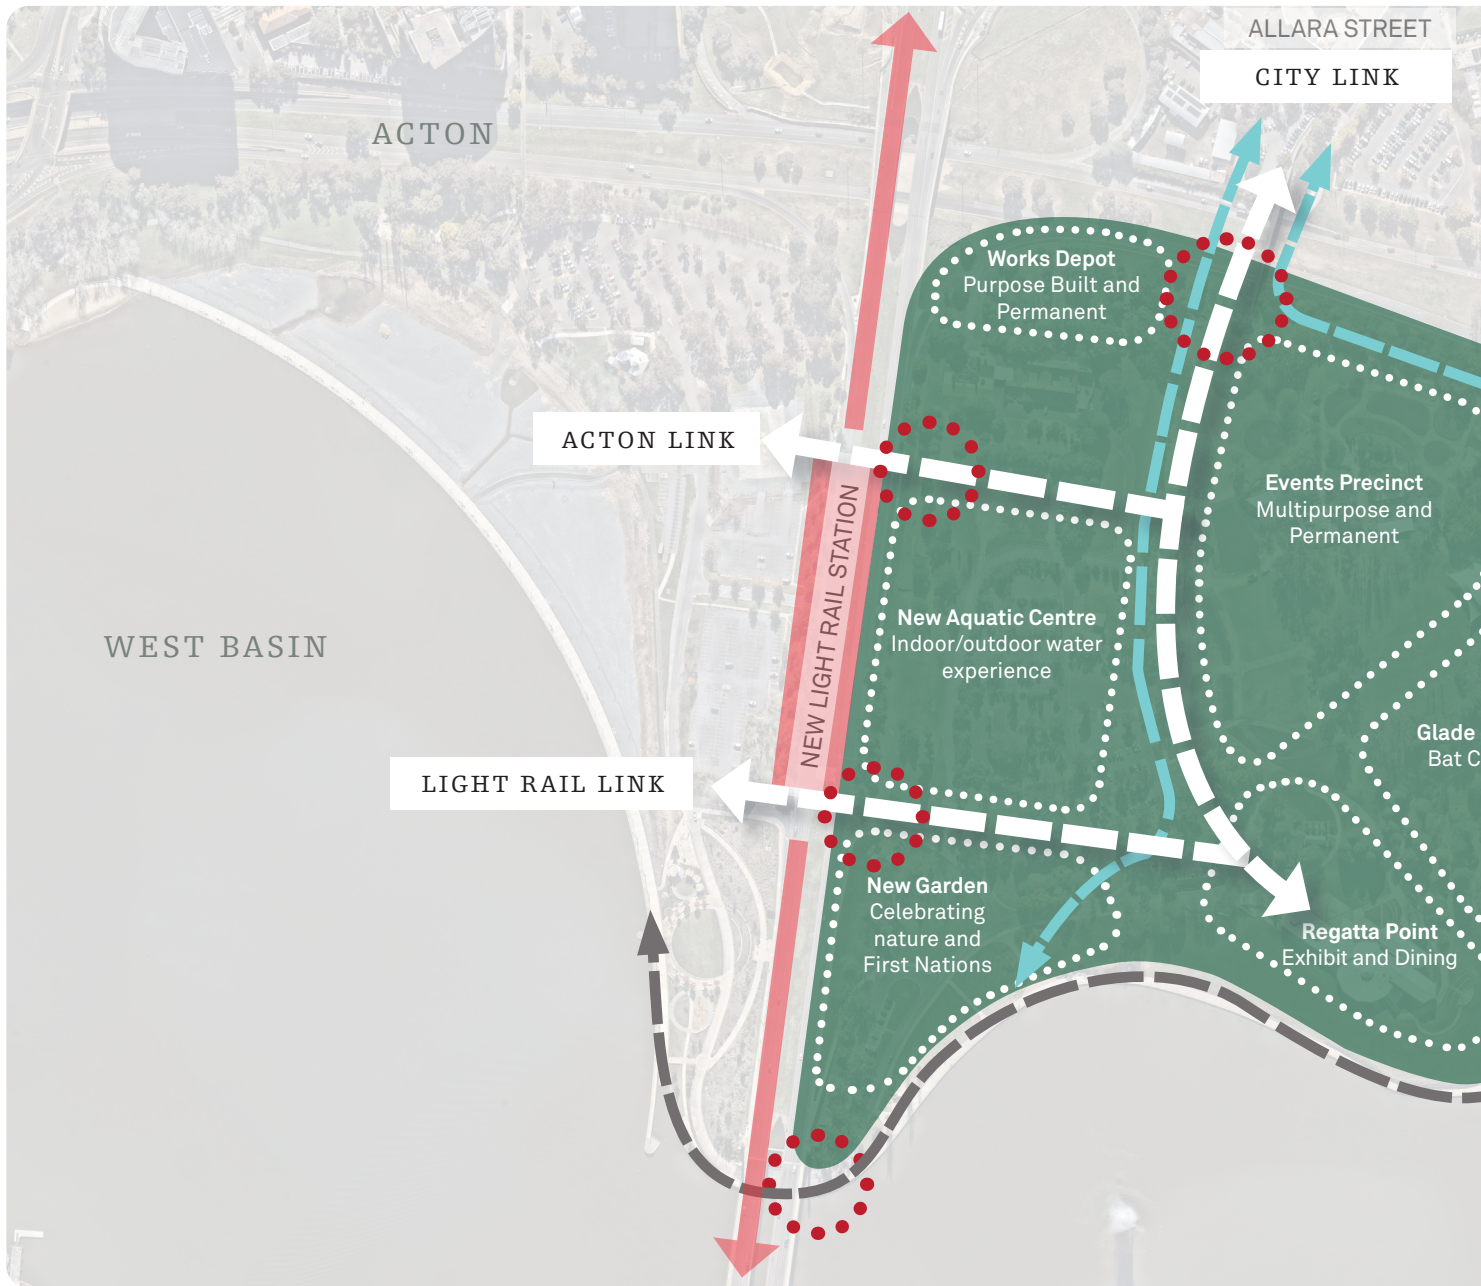 ALLARA STREET
CITY LINK
ACTON
Works Depot
Purpose Built and
Permanent
ACTON LINK
Events Precinct
Multipurpose and
Permanent
NEW LIGHT RAIL STATION
New Aquatic Centre
Indoor/outdoor water
experience
WEST BASIN
Glade
Bat C
LIGHT RAIL LINK
New Garden
Celebrating
nature and
First Nations
Regatta Point
Exhibit and Dining